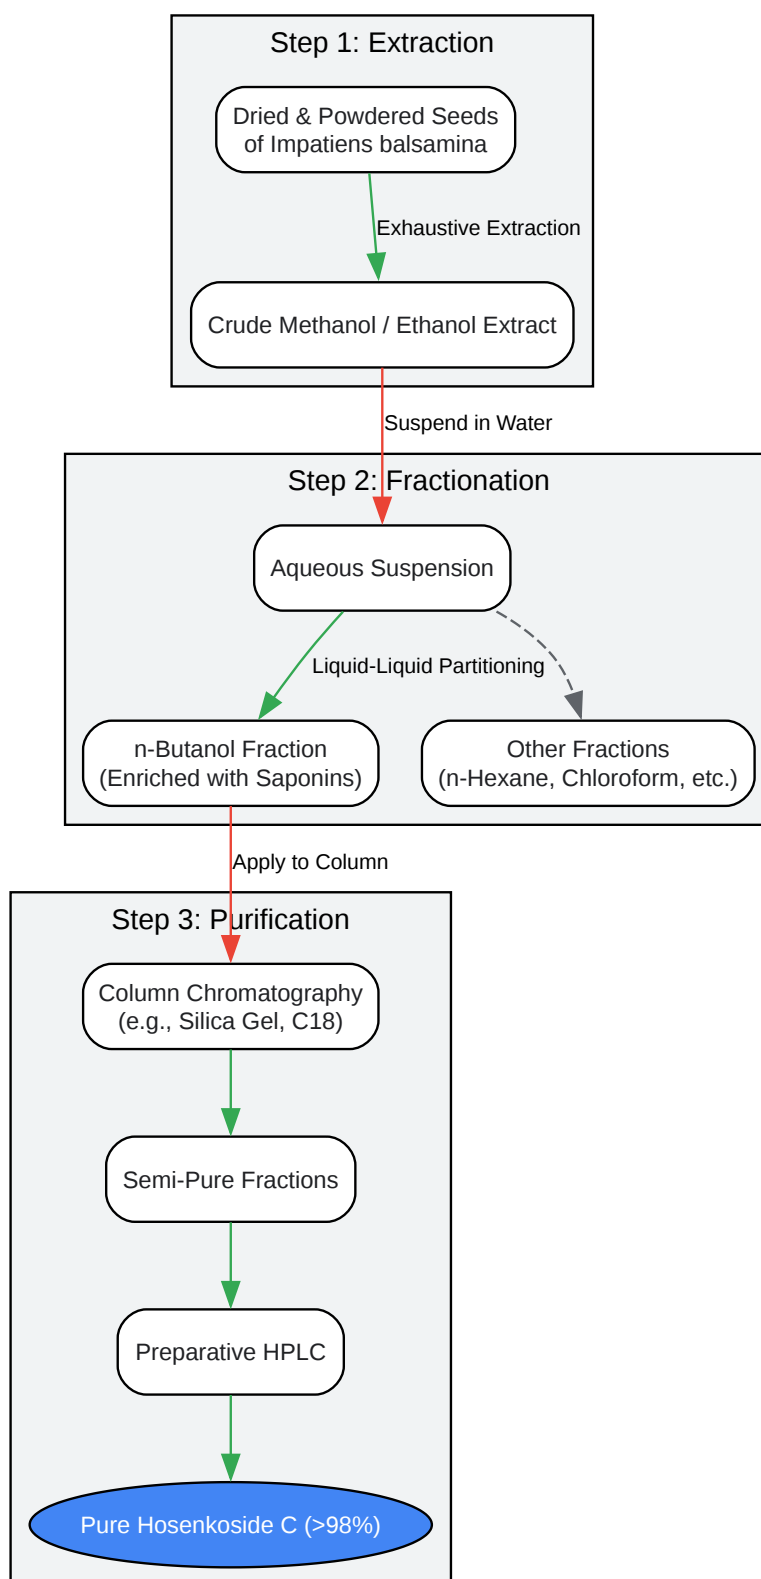 Step 1: Extraction
Dried & Powdered Seeds
of Impatiens balsamina
Exhaustive Extraction
Crude Methanol / Ethanol Extract
Suspend in Water
Step 2: Fractionation
Aqueous Suspension
Liquid-Liquid Partitioning
n-Butanol Fraction
(Enriched with Saponins)
Other Fractions
(n-Hexane, Chloroform, etc.)
Apply to Column
Step 3: Purification
Column Chromatography
(e.g., Silica Gel, C18)
Semi-Pure Fractions
Preparative HPLC
Pure Hosenkoside C (>98%)